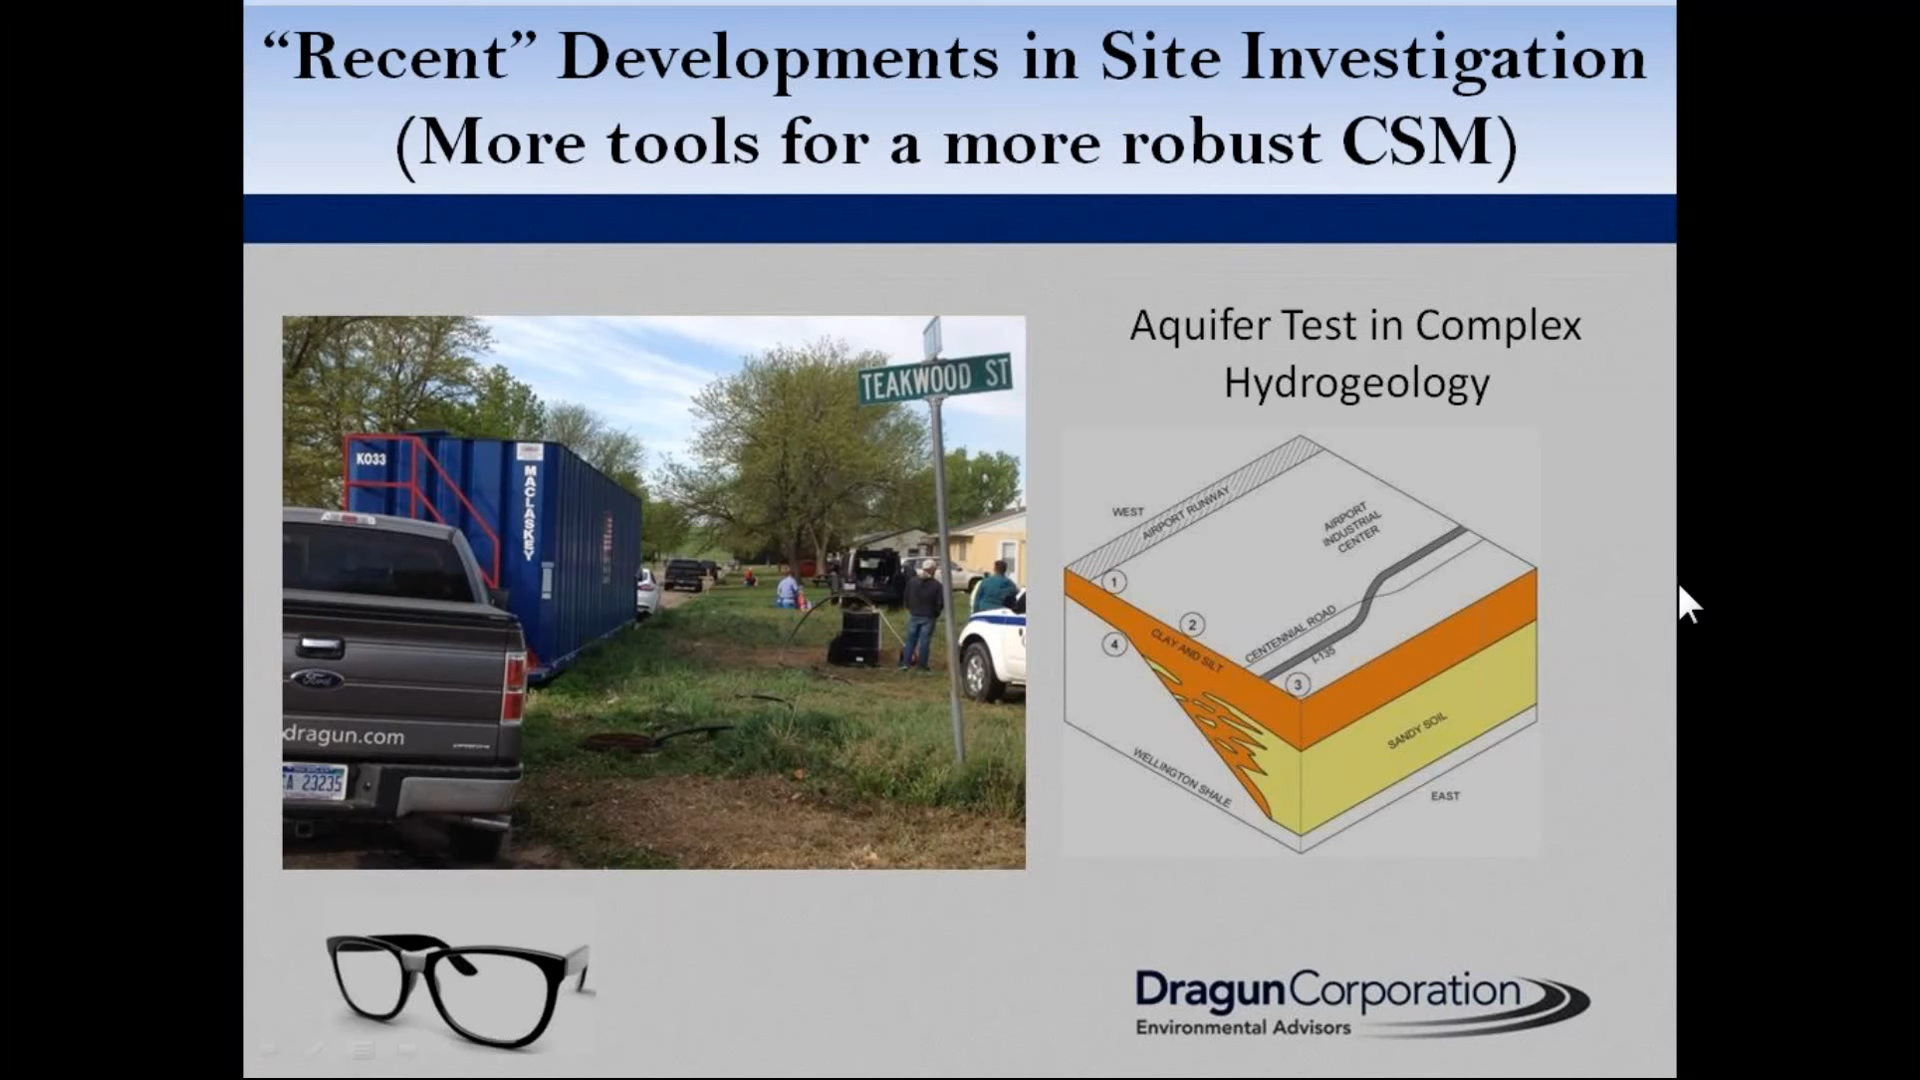 “Recent” Developments in Site Investigation
(More tools for a more robust CSM)
Aquifer Test in Complex
Hydrogeology
TEAKWOOD ST
K033
MACLASKEY
Ford
dragun.com
A 23235
WEST
AIRPORT RUNWAY
AIRPORT
INDUSTRIAL
CENTER
1
2
CENTENNIAL ROAD
4
CLAY AND SILT
I-135
3
SANDY SOIL
WELLINGTON SHALE
EAST
DragunCorporation
Environmental Advisors